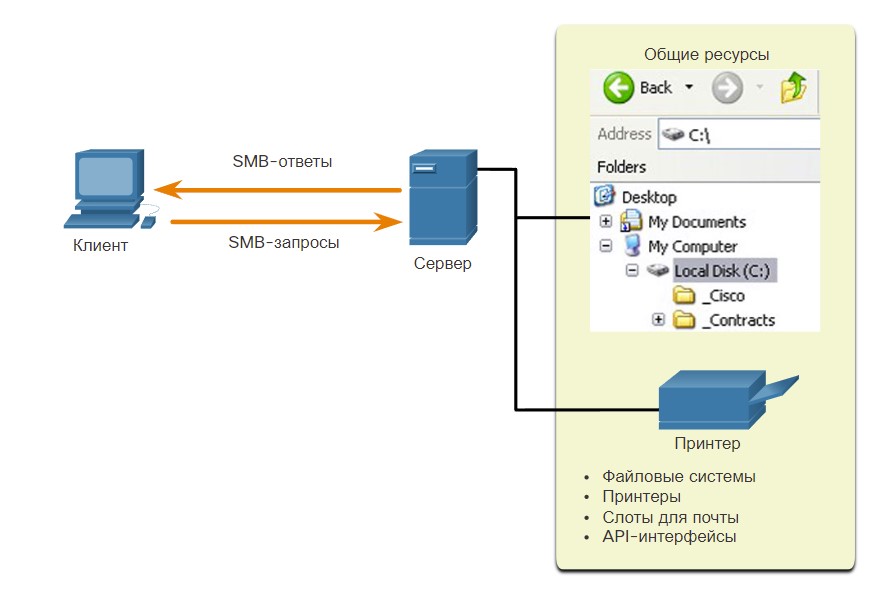 Общие ресурсы
Back
Address C:\
Folders
Desktop
My Documents
My Computer
Local Disk (C:)
_Cisco
_Contracts
SMB-ответы
SMB-запросы
Клиент
Сервер
Принтер
• Файловые системы
• Принтеры
• Слоты для почты
• API-интерфейсы